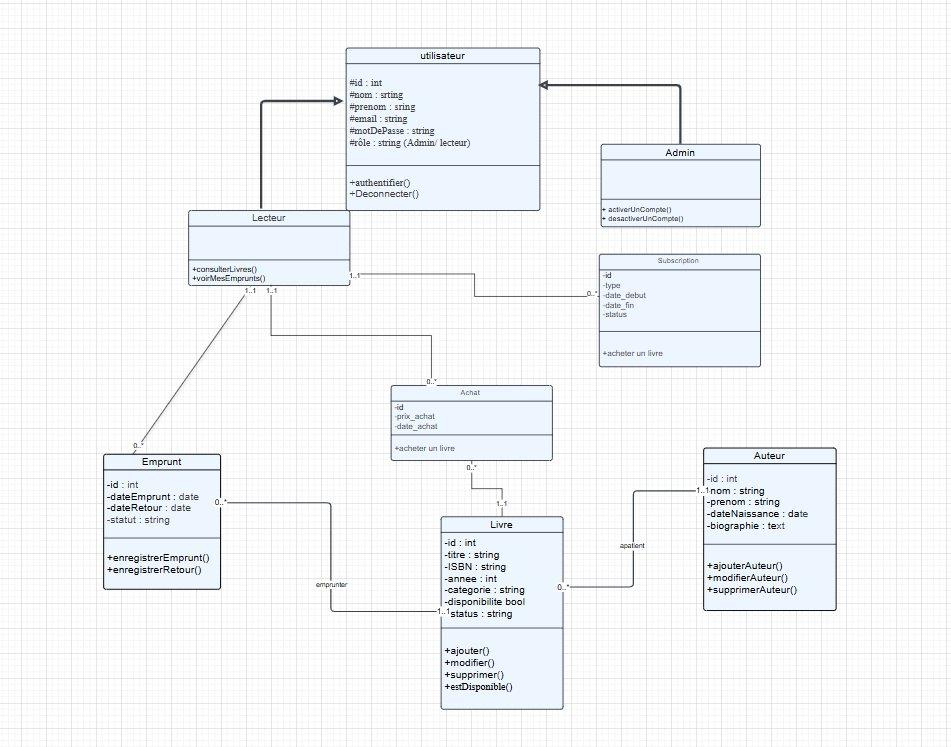 utilisateur
#id : int
#nom : srting
#prenom : sring
#email : string
#motDePasse : string
#rôle : string (Admin/ lecteur)
+authentifier()
+Deconnecter()
Admin
+ activerUnCompte()
+ desactiverUnCompte()
Lecteur
+consulterLivres()
+voirMesEmprunts()
1..1
1..1
1..1
Subscription
-id
-type
-date_debut
-date_fin
-status
+acheter un livre
0..*
0..*
Achat
-id
-prix_achat
-date_achat
+acheter un livre
0..*
0..*
Emprunt
-id : int
-dateEmprunt : date
-dateRetour : date
-statut : string
+enregistrerEmprunt()
+enregistrerRetour()
0..*
emprunter
1..1
1..1
Livre
-id : int
-titre : string
-ISBN : string
-annee : int
-categorie : string
-disponibilite bool
status : string
+ajouter()
+modifier()
+supprimer()
+estDisponible()
0..*
apatient
1..1
Auteur
-id : int
nom : string
-prenom : string
-dateNaissance : date
-biographie : text
+ajouterAuteur()
+modifierAuteur()
+supprimerAuteur()